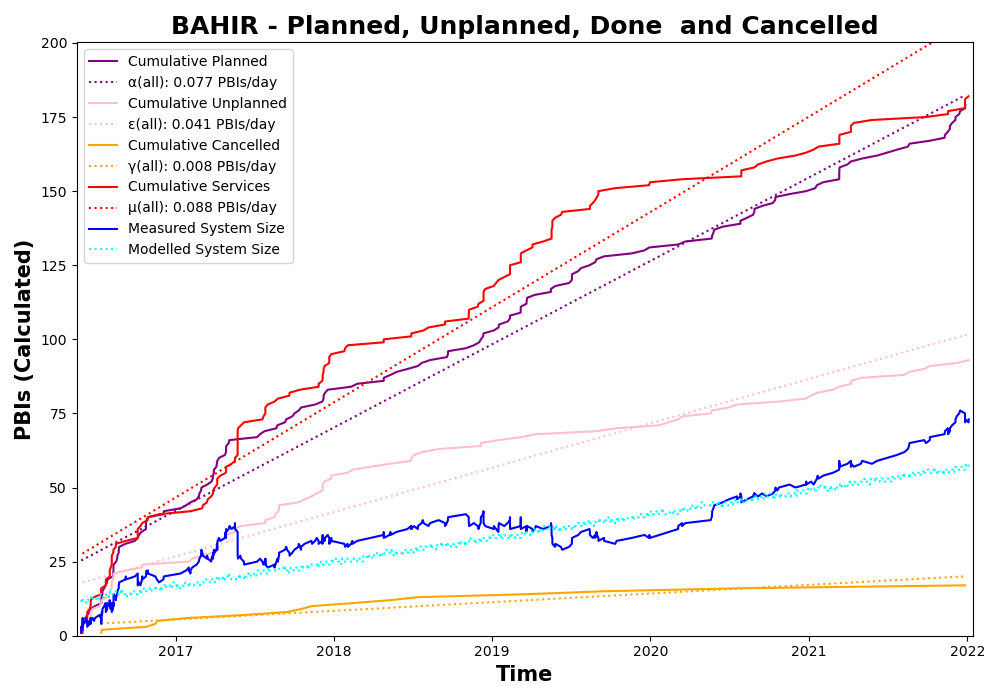 BAHIR - Planned, Unplanned, Done  and Cancelled
PBIs (Calculated)
200
175
150
125
100
75
50
25
0
Cumulative Planned
α(all): 0.077 PBIs/day
Cumulative Unplanned
ε(all): 0.041 PBIs/day
Cumulative Cancelled
γ(all): 0.008 PBIs/day
Cumulative Services
μ(all): 0.088 PBIs/day
Measured System Size
Modelled System Size
2017 2018 2019 2020 2021 2022
Time